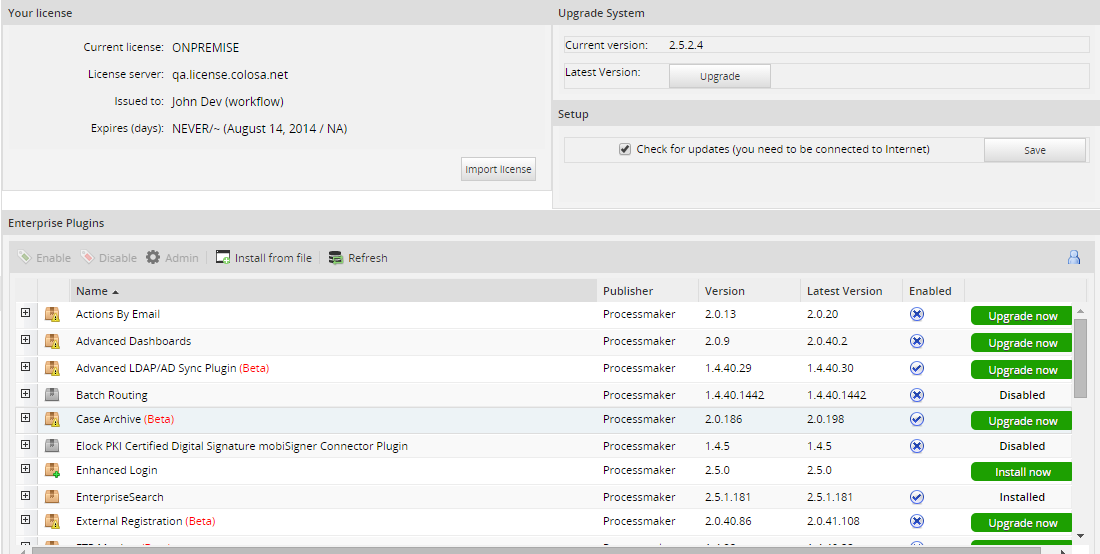 Your license
Current license: ONPREMISE
License server: qa.license.colosa.net
Issued to: John Dev (workflow)
Expires (days): NEVER/~ (August 14, 2014 / NA)
Import license
Upgrade System
Current version: 2.5.2.4
Latest Version: Upgrade
Setup
Check for updates (you need to be connected to Internet) Save
Enterprise Plugins
Enable Disable Admin Install from file Refresh
Name Publisher Version Latest Version Enabled
Actions By Email Processmaker 2.0.13 2.0.20 Upgrade now
Advanced Dashboards Processmaker 2.0.9 2.0.40.2 Upgrade now
Advanced LDAP/AD Sync Plugin (Beta) Processmaker 1.4.40.29 1.4.40.30 Upgrade now
Batch Routing Processmaker 1.4.40.1442 1.4.40.1442 Disabled
Case Archive (Beta) Processmaker 2.0.186 2.0.198 Upgrade now
Elock PKI Certified Digital Signature mobiSigner Connector Plugin Processmaker 1.4.5 1.4.5 Disabled
Enhanced Login Processmaker 2.5.0 2.5.0 Install now
EnterpriseSearch Processmaker 2.5.1.181 2.5.1.181 Installed
External Registration (Beta) Processmaker 2.0.40.86 2.0.41.108 Upgrade now